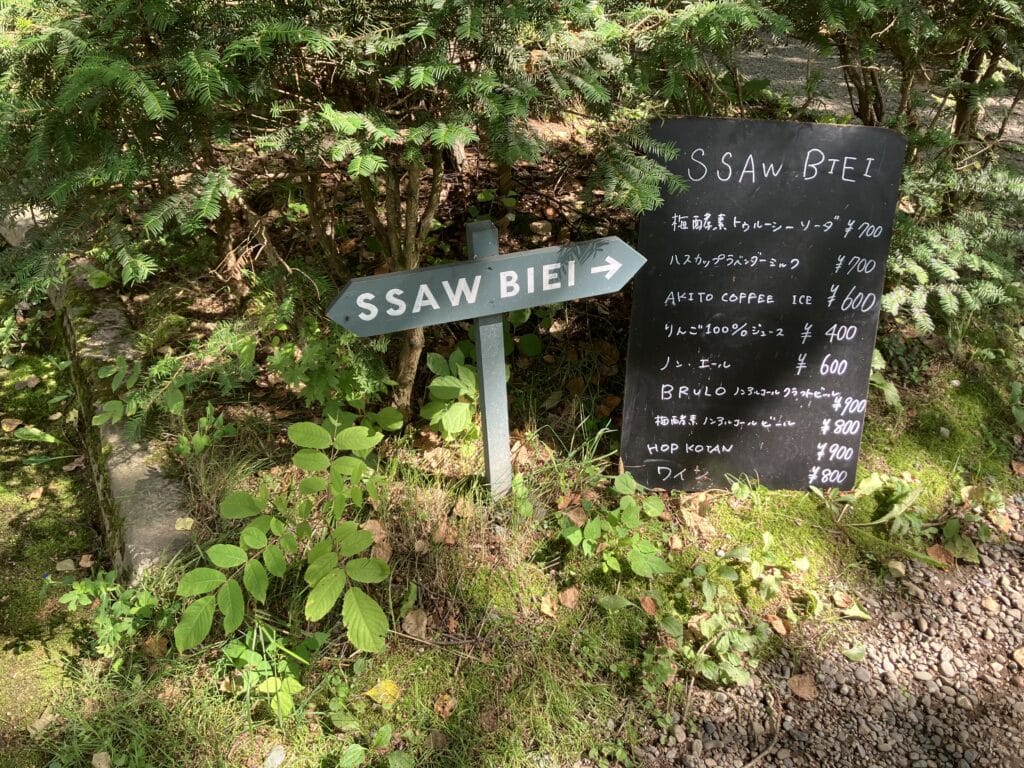 SSAW BIEI →
SSAW BIEI
梅酵素 トゥルーシーソーダ ¥700
ハスカップラベンダーミルク ¥700
AKITO COPPEE ICE ¥600
りんご100%ジュース ¥400
ノン・エール ¥600
BRULO ノンアルコールクラフトビール ¥900
梅酵素 ノンアルコールビール ¥800
HOP KOTAN ¥900
ワイン ¥800